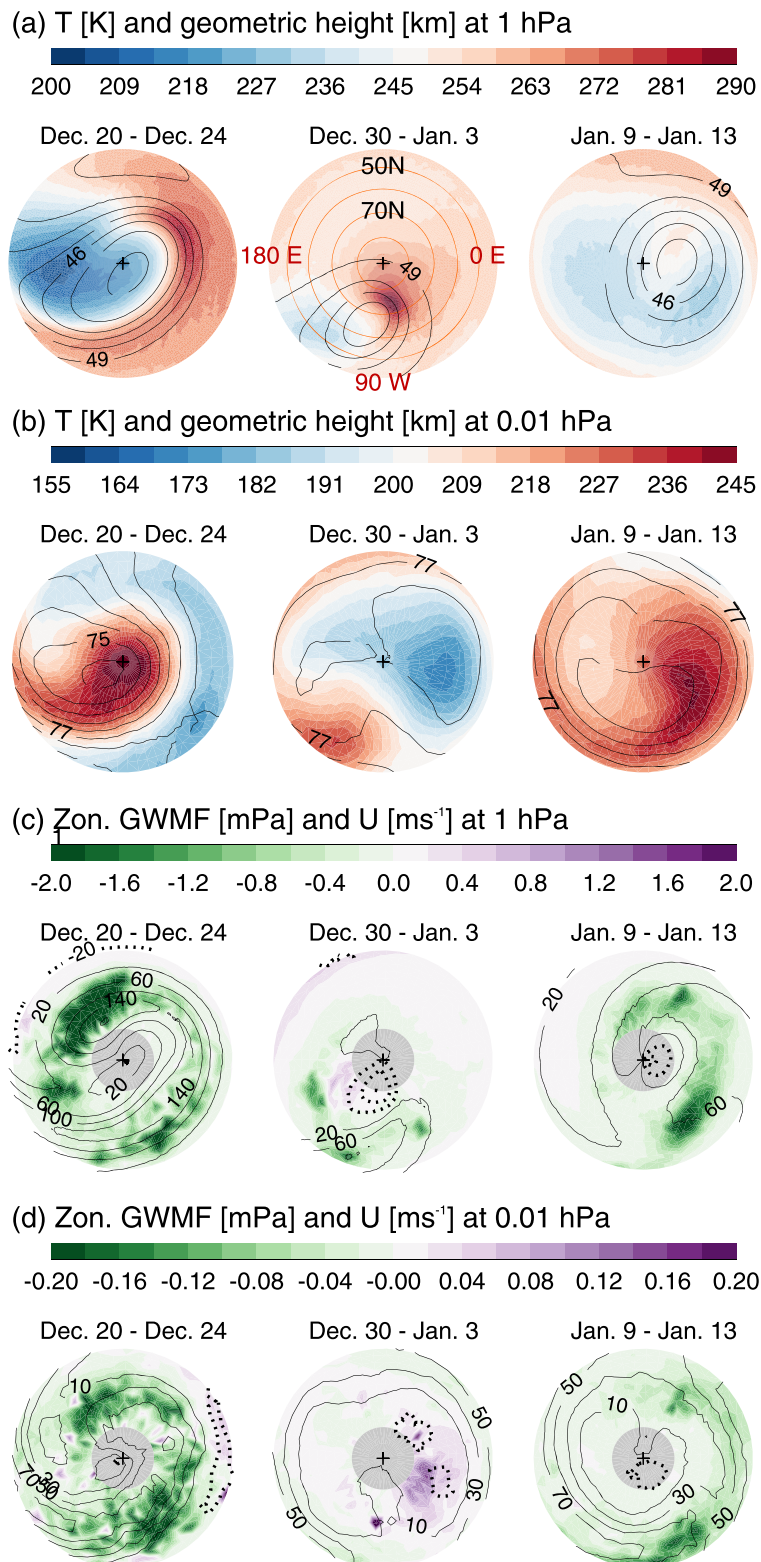 (a) T [K] and geometric height [km] at 1 hPa
200 209 218 227 236 245 254 263 272 281 290
Dec. 20 - Dec. 24 Dec. 30 - Jan. 3 Jan. 9 - Jan. 13
50N
49
70N
46 180 E 49 0 E
46
49
90 W
(b) T [K] and geometric height [km] at 0.01 hPa
155 164 173 182 191 200 209 218 227 236 245
Dec. 20 - Dec. 24 Dec. 30 - Jan. 3 Jan. 9 - Jan. 13
77
77
75
77 77 77
(c) Zon. GWMF [mPa] and U [ms-1] at 1 hPa
1
-2.0 -1.6 -1.2 -0.8 -0.4 0.0 0.4 0.8 1.2 1.6 2.0
Dec. 20 - Dec. 24 Dec. 30 - Jan. 3 Jan. 9 - Jan. 13
-20
60
20 140 20
20 140
60 100 60
20 60
(d) Zon. GWMF [mPa] and U [ms-1] at 0.01 hPa
-0.20 -0.16 -0.12 -0.08 -0.04 -0.00 0.04 0.08 0.12 0.16 0.20
Dec. 20 - Dec. 24 Dec. 30 - Jan. 3 Jan. 9 - Jan. 13
10 50 50
10
70 30 30
50 10 70 50